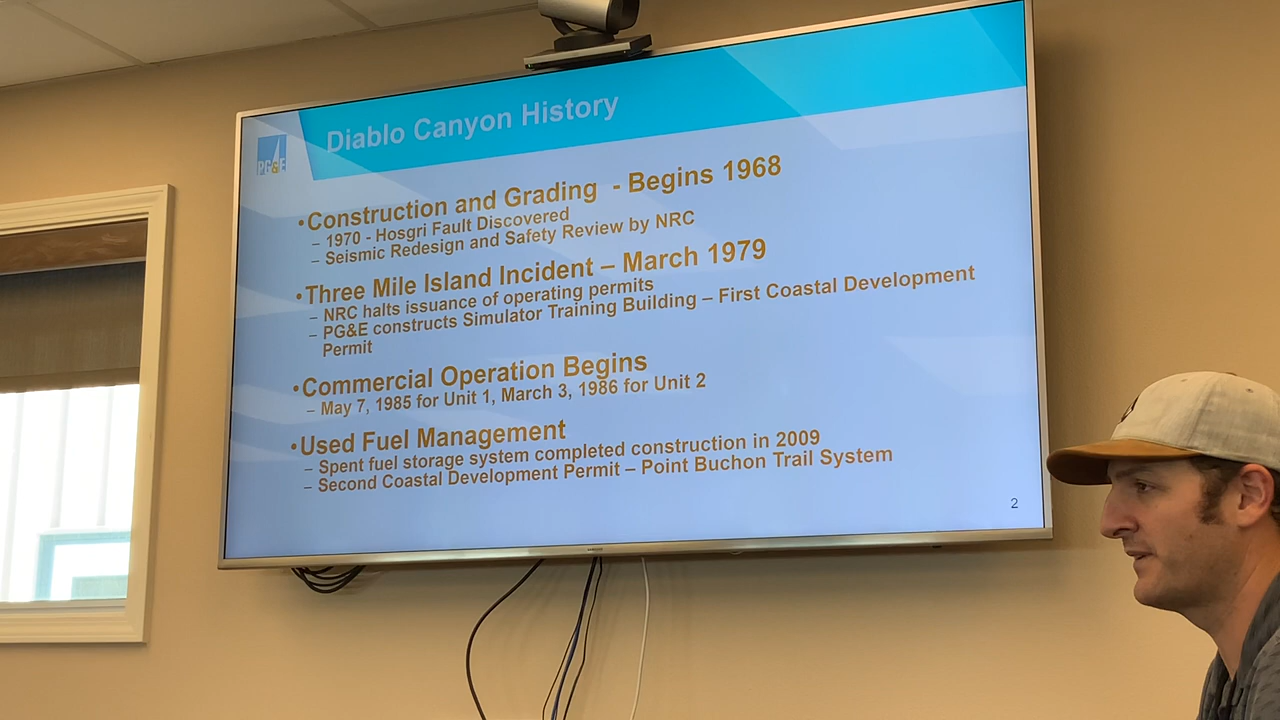 Diablo Canyon History
PG&E
•Construction and Grading - Begins 1968
– 1970 - Hosgri Fault Discovered
– Seismic Redesign and Safety Review by NRC
•Three Mile Island Incident – March 1979
– NRC halts issuance of operating permits
– PG&E constructs Simulator Training Building – First Coastal Development
Permit
•Commercial Operation Begins
– May 7, 1985 for Unit 1, March 3, 1986 for Unit 2
•Used Fuel Management
– Spent fuel storage system completed construction in 2009
– Second Coastal Development Permit – Point Buchon Trail System
2